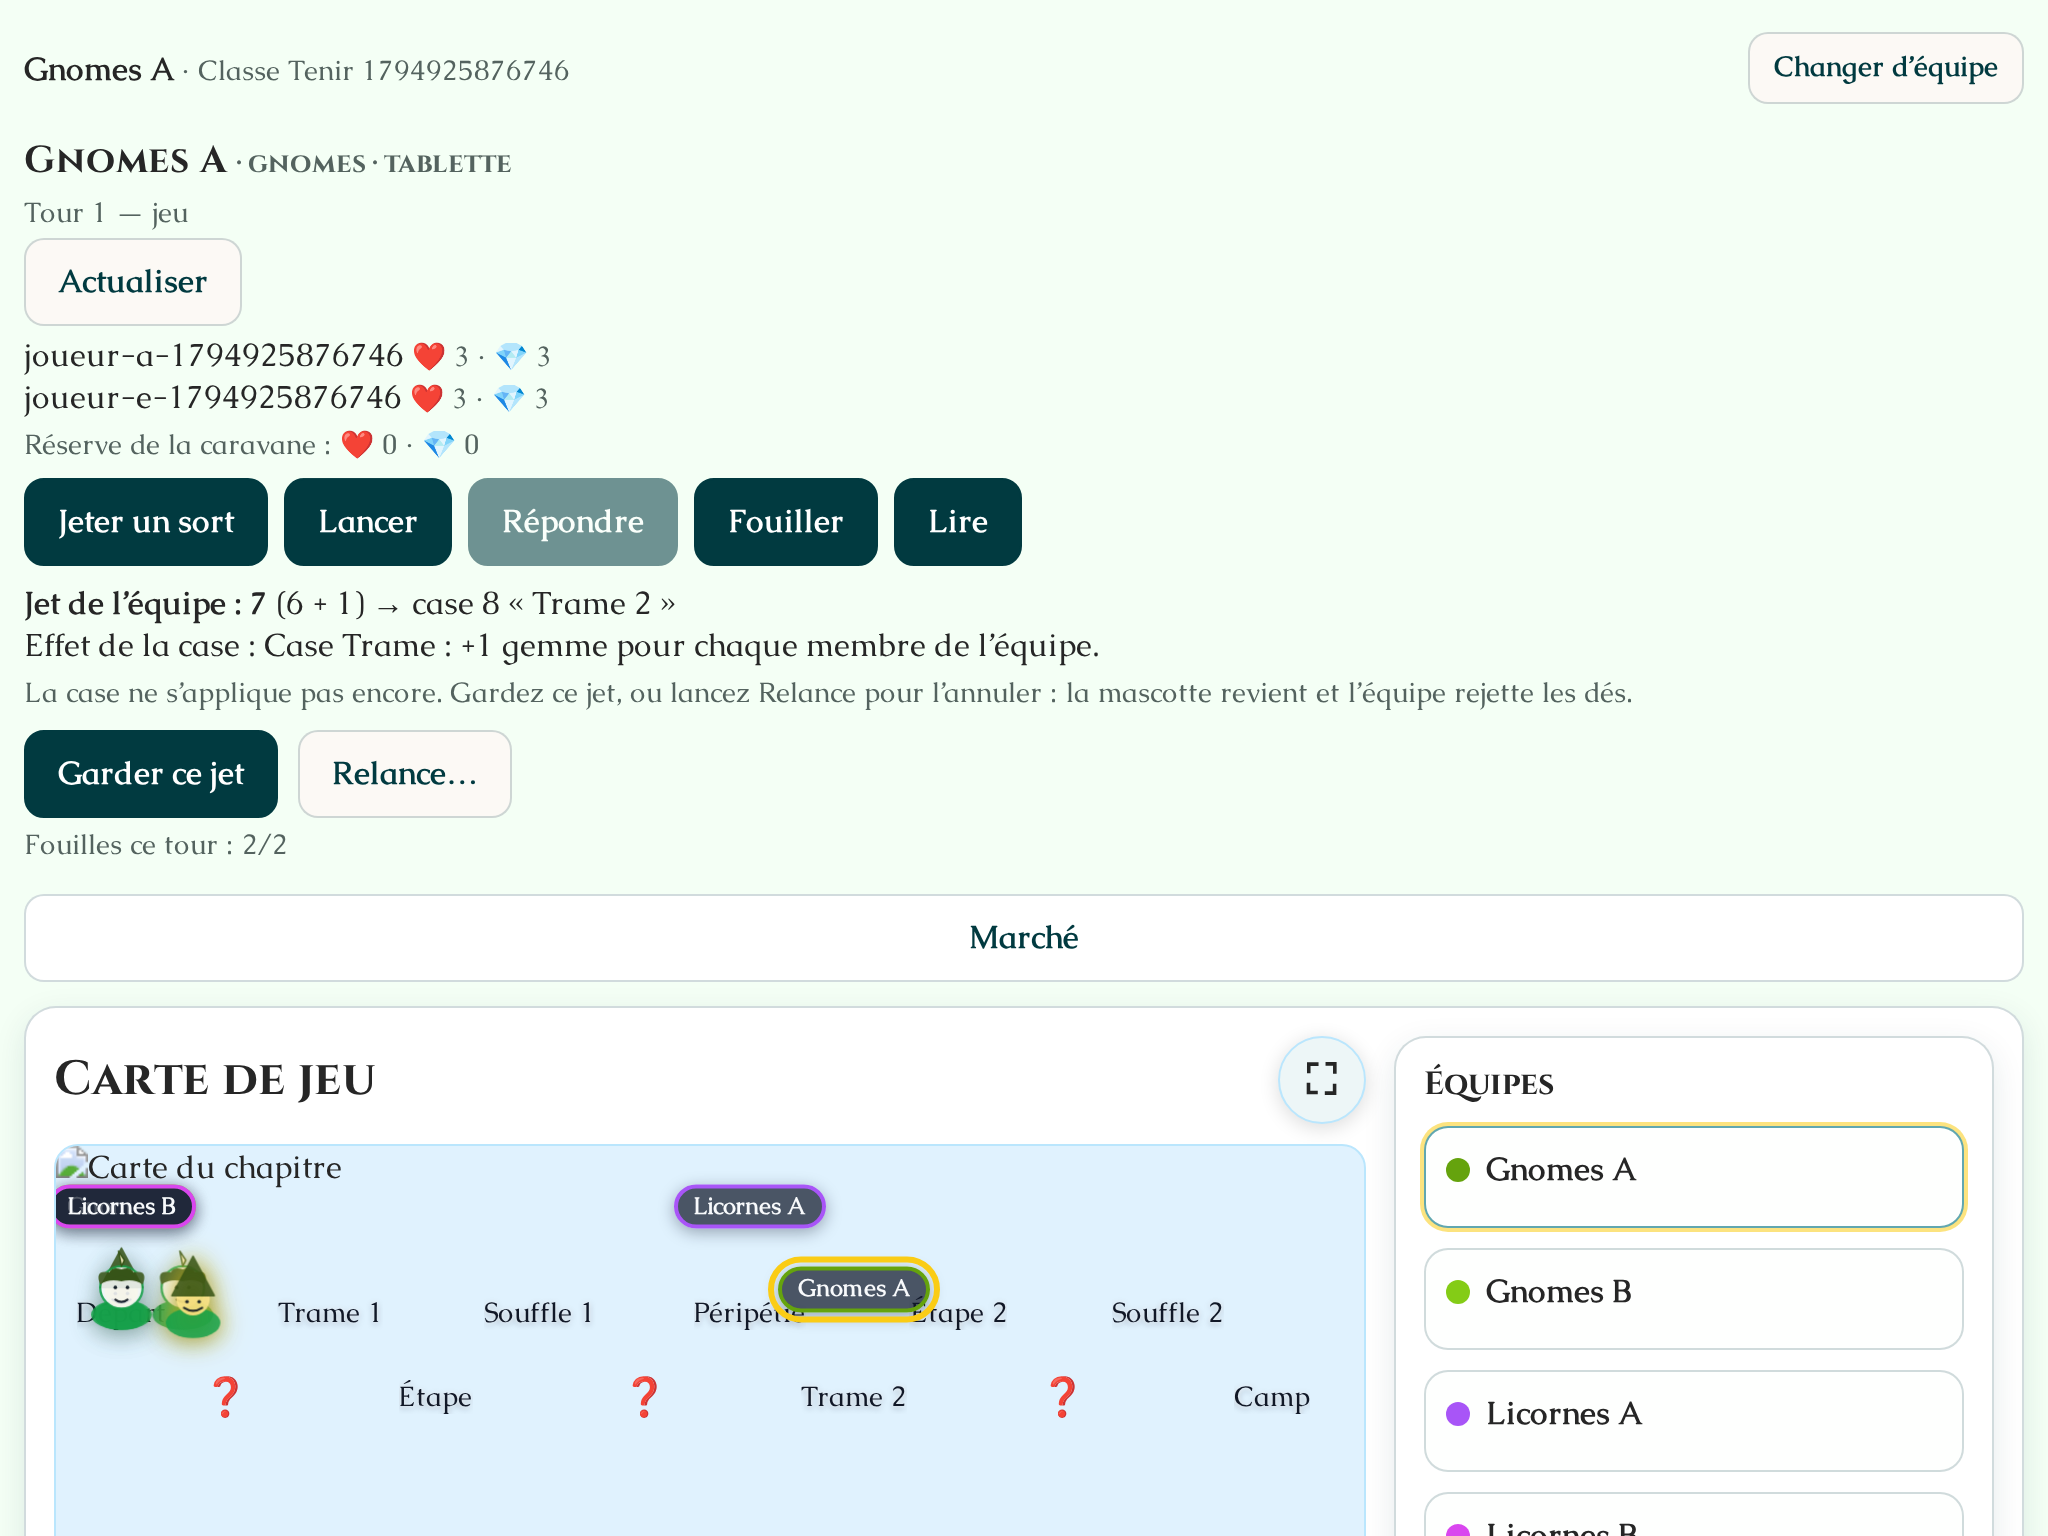 Gnomes A · Classe Tenir 1794925876746
Changer d’équipe
Gnomes A · gnomes · tablette
Tour 1 — jeu
Actualiser
joueur-a-1794925876746 ❤️ 3 · 💎 3
joueur-e-1794925876746 ❤️ 3 · 💎 3
Réserve de la caravane : ❤️ 0 · 💎 0
Jeter un sort
Lancer
Répondre
Fouiller
Lire
Jet de l’équipe : 7 (6 + 1) → case 8 « Trame 2 »
Effet de la case : Case Trame : +1 gemme pour chaque membre de l’équipe.
La case ne s’applique pas encore. Gardez ce jet, ou lancez Relance pour l’annuler : la mascotte revient et l’équipe rejette les dés.
Garder ce jet
Relance…
Fouilles ce tour : 2/2
Marché
Carte de jeu
Carte du chapitre
Licornes B
Licornes A
Gnomes A
Trame 1
Souffle 1
Étape 2
Souffle 2
❓
Étape
❓
Trame 2
❓
Camp
Équipes
Gnomes A
Gnomes B
Licornes A
Licornes B